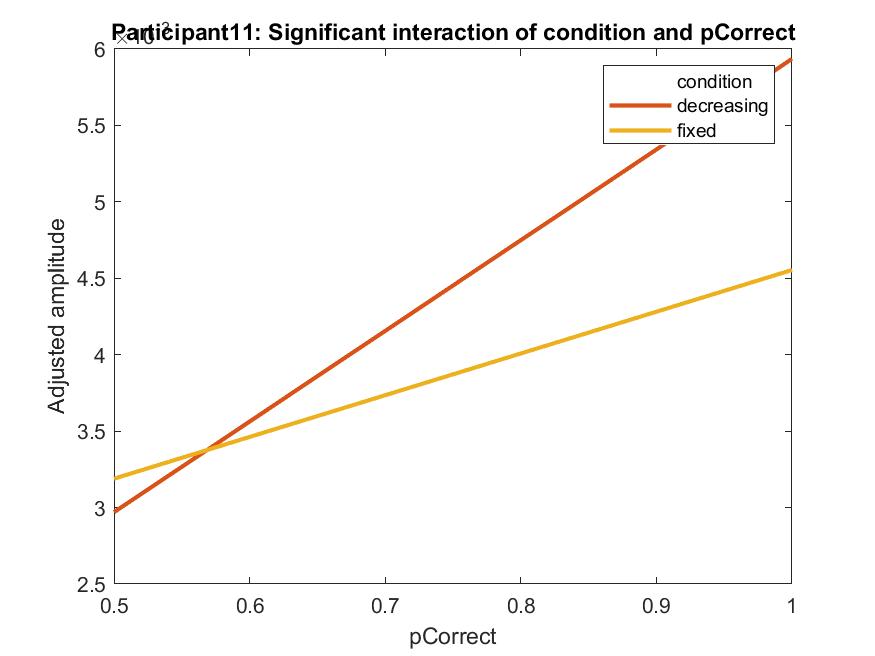 Participant11: Significant interaction of condition and pCorrect
6
5.5
5
4.5
4
3.5
3
2.5
Adjusted amplitude
condition
decreasing
fixed
0.5 0.6 0.7 0.8 0.9 1
pCorrect